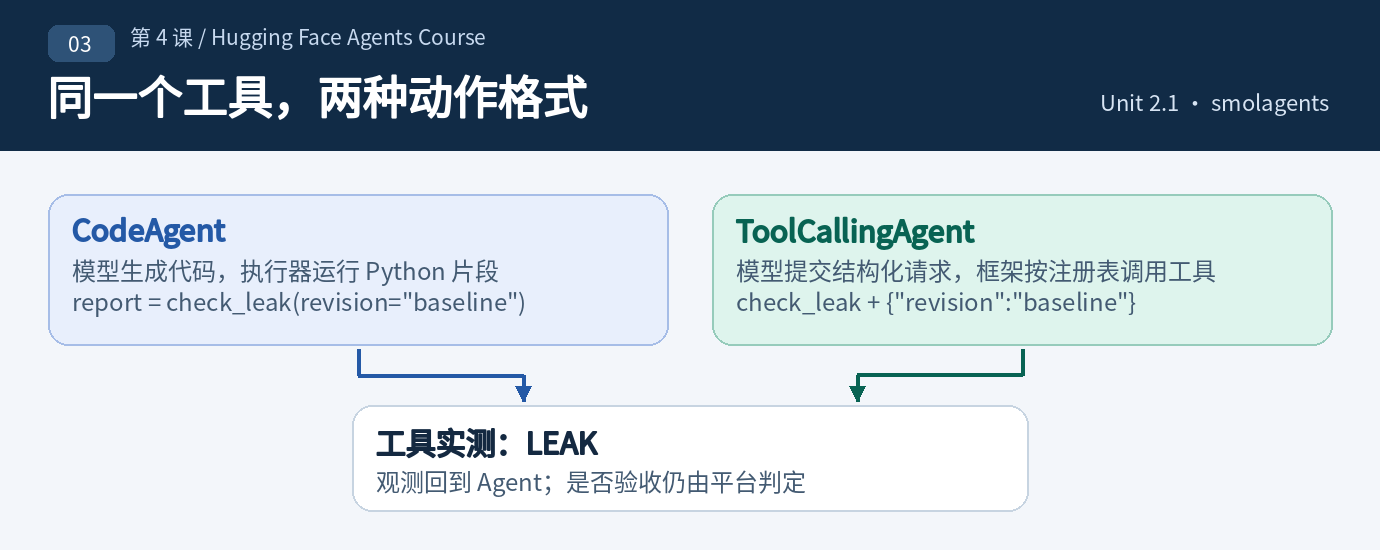 03
第 4 课 / Hugging Face Agents Course
同一个工具，两种动作格式
Unit 2.1 • smolagents
CodeAgent
模型生成代码，执行器运行 Python 片段
report = check_leak(revision="baseline")
ToolCallingAgent
模型提交结构化请求，框架按注册表调用工具
check_leak + {"revision":"baseline"}
工具实测：LEAK
观测回到 Agent；是否验收仍由平台判定